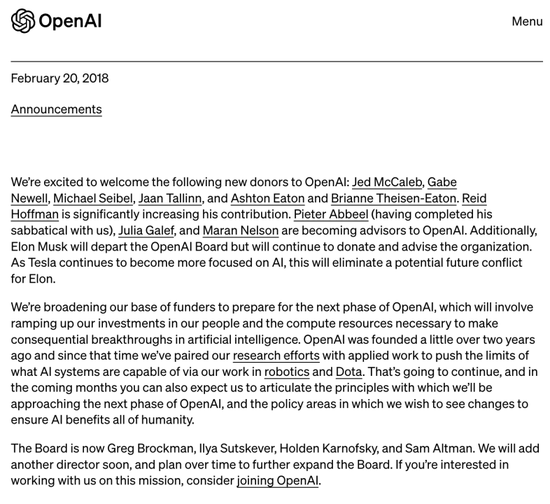 OpenAI
Menu
February 20, 2018
Announcements
We're excited to welcome the following new donors to OpenAI: Jed McCaleb, Gabe
Newell, Michael Seibel, Jaan Tallinn, and Ashton Eaton and Brianne Theisen-Eaton. Reid
Hoffman is significantly increasing his contribution. Pieter Abbeel (having completed his
sabbatical with us), Julia Galef, and Maran Nelson are becoming advisors to OpenAI. Additionally,
Elon Musk will depart the OpenAI Board but will continue to donate and advise the organization.
As Tesla continues to become more focused on AI, this will eliminate a potential future conflict
for Elon.
We're broadening our base of funders to prepare for the next phase of OpenAI, which will involve
ramping up our investments in our people and the compute resources necessary to make
consequential breakthroughs in artificial intelligence. OpenAI was founded a little over two years
ago and since that time we've paired our research efforts with applied work to push the limits of
what AI systems are capable of via our work in robotics and Dota. That's going to continue, and in
the coming months you can also expect us to articulate the principles with which we'll be
approaching the next phase of OpenAI, and the policy areas in which we wish to see changes to
ensure AI benefits all of humanity.
The Board is now Greg Brockman, Ilya Sutskever, Holden Karnofsky, and Sam Altman. We will add
another director soon, and plan over time to further expand the Board. If you're interested in
working with us on this mission, consider joining OpenAI.